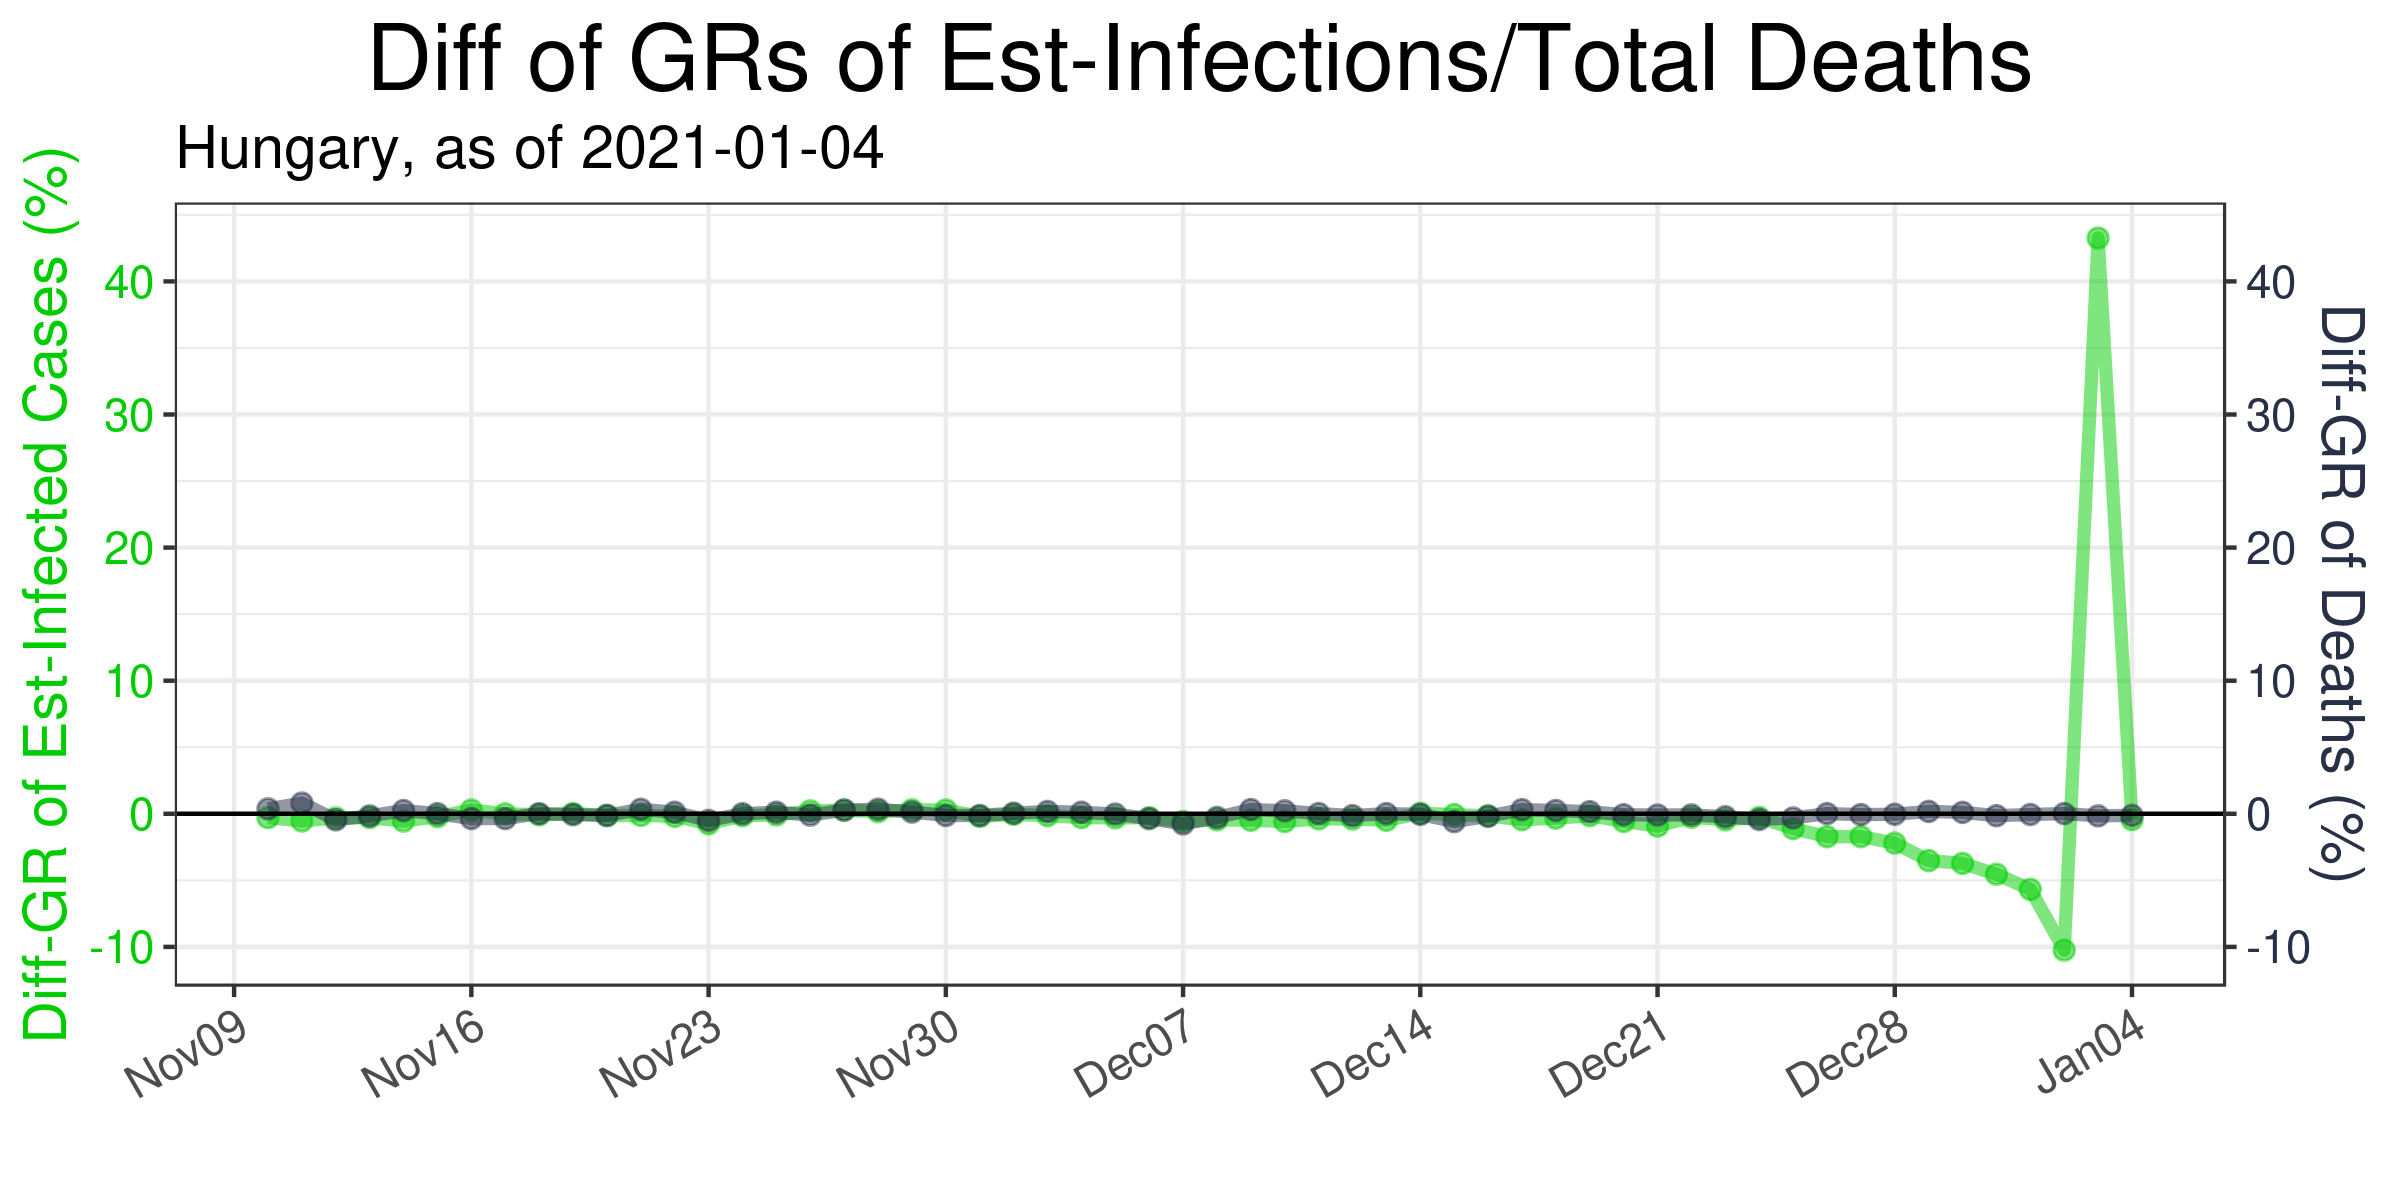 Diff of GRs of Est-Infections/Total Deaths
Hungary, as of 2021-01-04
Diff-GR of Est-Infected Cases (%)
40
30
20
10
0
-10
40
30
20
10
0
-10
Diff-GR of Deaths (%)
Nov09
Nov16
Nov23
Nov30
Dec07
Dec14
Dec21
Dec28
Jan04